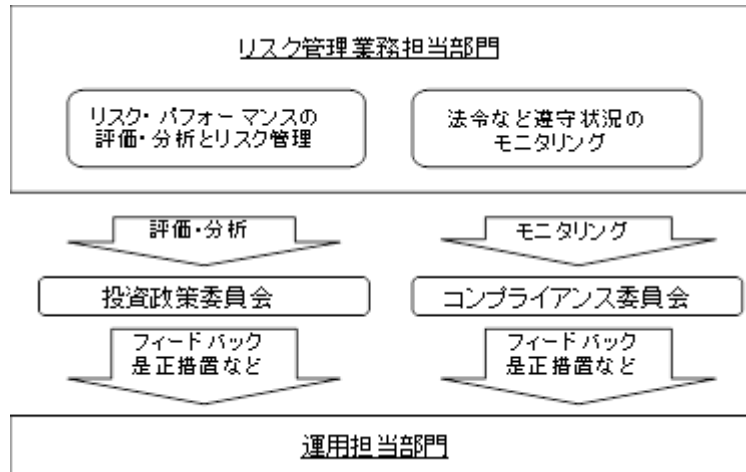 リスク管理業務担当部門
リスク・パフォーマンスの
評価・分析とリスク管理
法令など遵守状況の
モニタリング
評価・分析
モニタリング
投資政策委員会
コンプライアンス委員会
フィードバック
是正措置など
フィードバック
是正措置など
運用担当部門